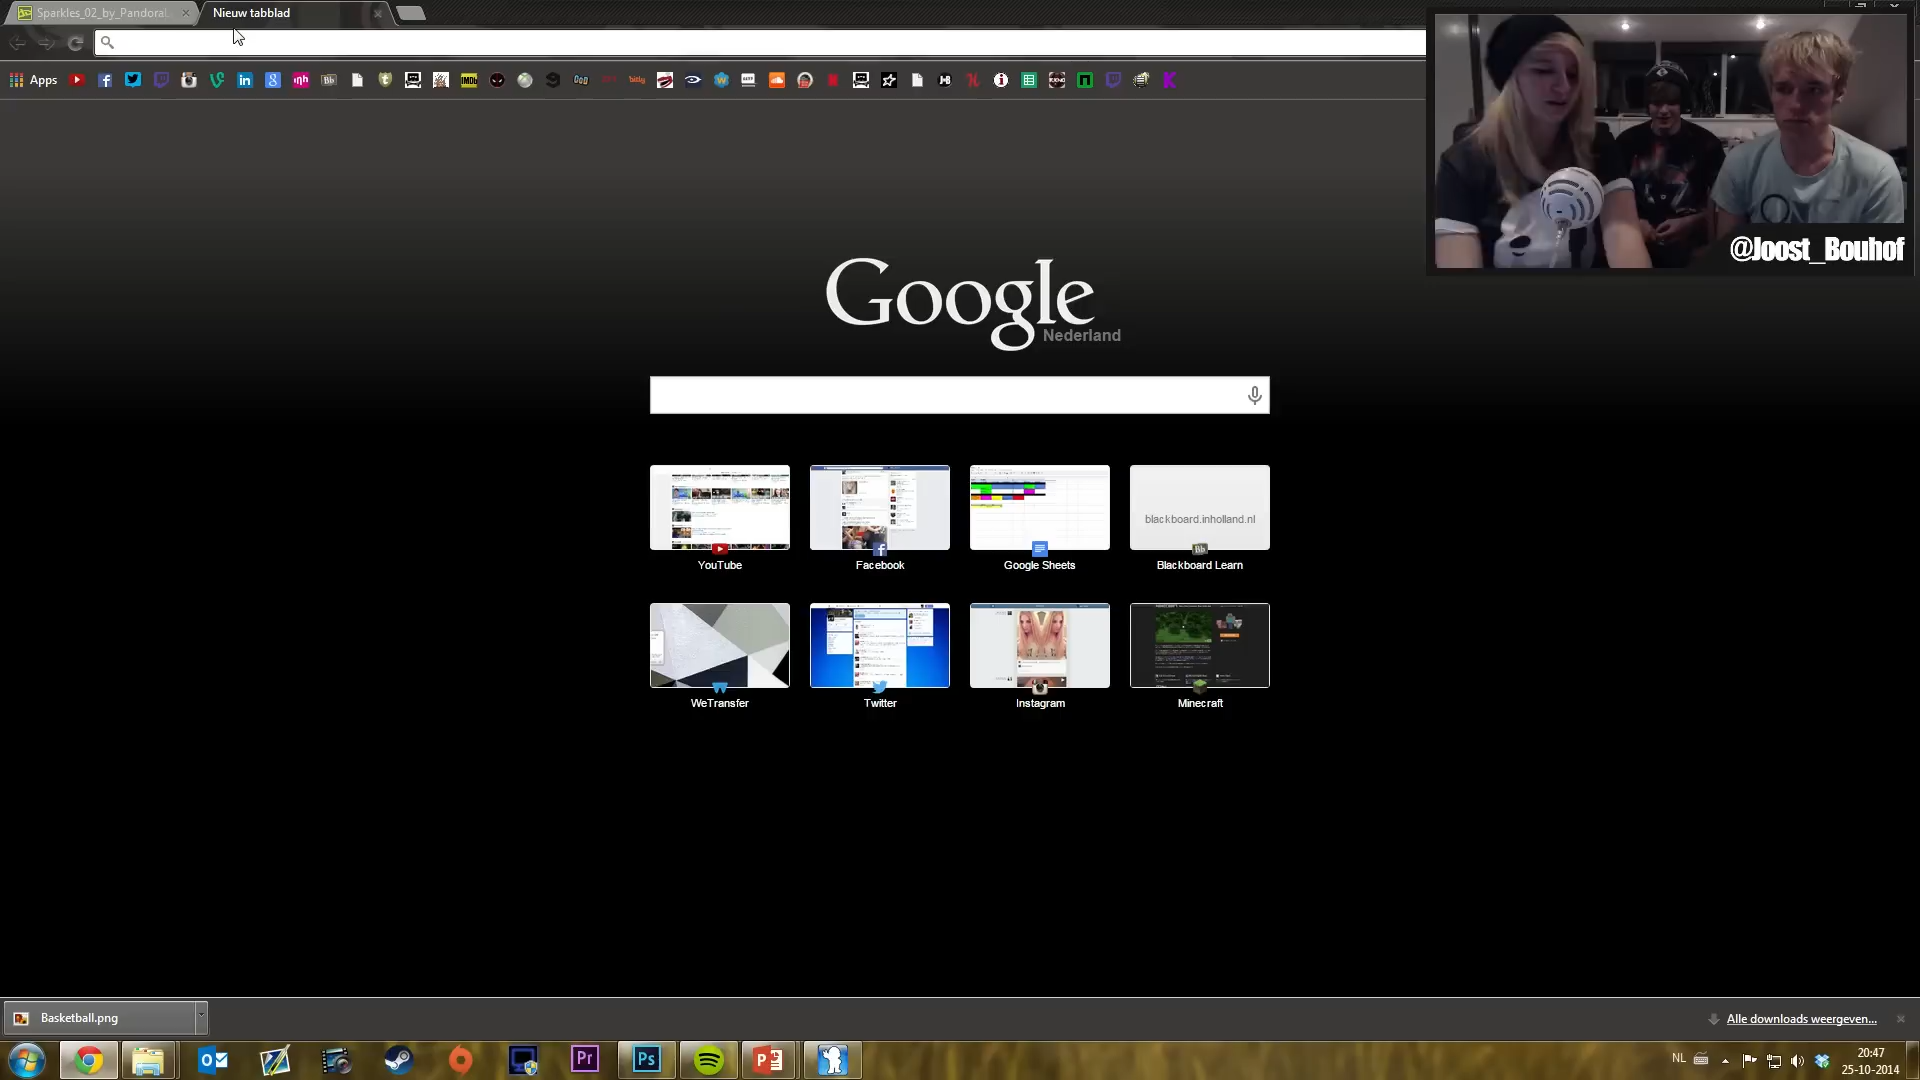 Sparkles_02_by_Pandoral
Nieuw tabblad
Apps
@Joost_Bouhof
Google
Nederland
blackboard.inholland.nl
YouTube
Facebook
Google Sheets
Blackboard Learn
WeTransfer
Twitter
Instagram
Minecraft
Basketball.png
Alle downloads weergeven...
NL
20:47
25-10-2014